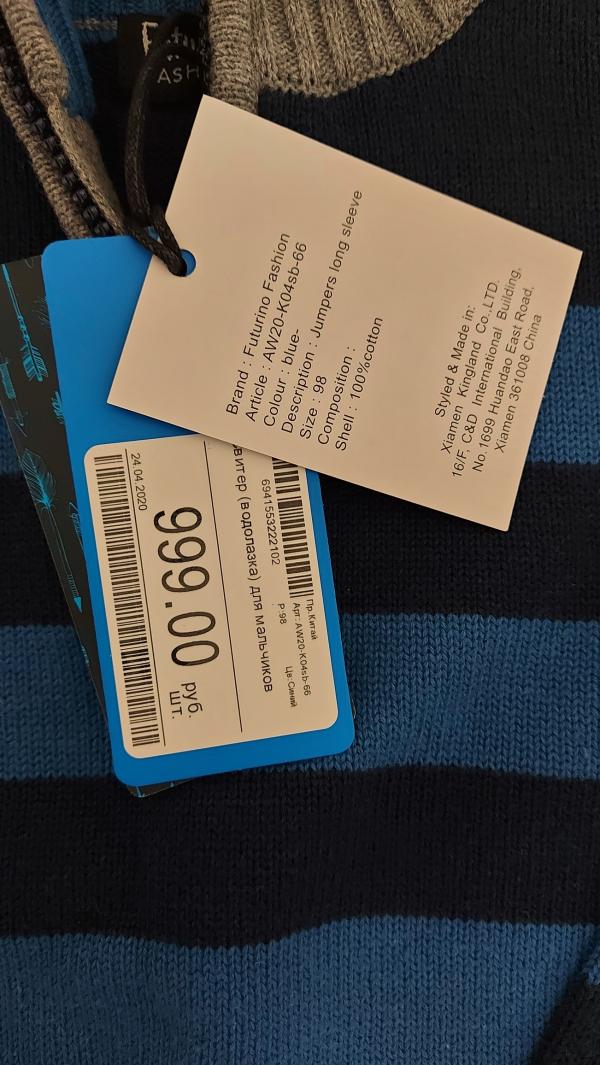 ASH
Brand : Futurino Fashion
Article : AW20-K04sb-66
Colour : blue-
Description : Jumpers long sleeve
Size : 98
Composition :
Shell : 100%cotton
Styled & Made in:
Xiamen Kingland Co.,LTD.
16/F, C&D International Building,
No.1699 Huandao East Road,
Xiamen 361008 China
Пр.Китай
Арт:AW20-K04sb-66
Р:98 Цв:Синий
6941553222102
витер (водолазка) для мальчиков
999.00 руб.
шт.
24.04.2020